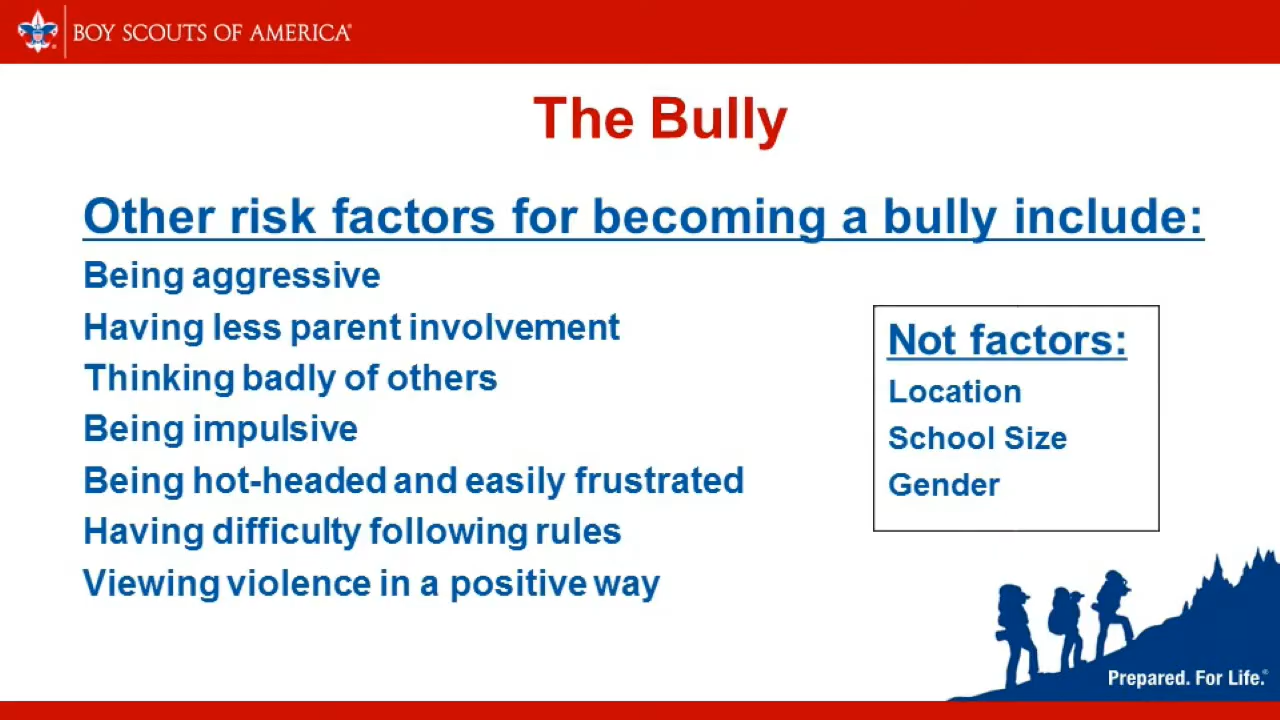 BOY SCOUTS OF AMERICA®
The Bully
Other risk factors for becoming a bully include:
Being aggressive
Having less parent involvement
Thinking badly of others
Being impulsive
Being hot-headed and easily frustrated
Having difficulty following rules
Viewing violence in a positive way
Not factors:
Location
School Size
Gender
Prepared. For Life.®